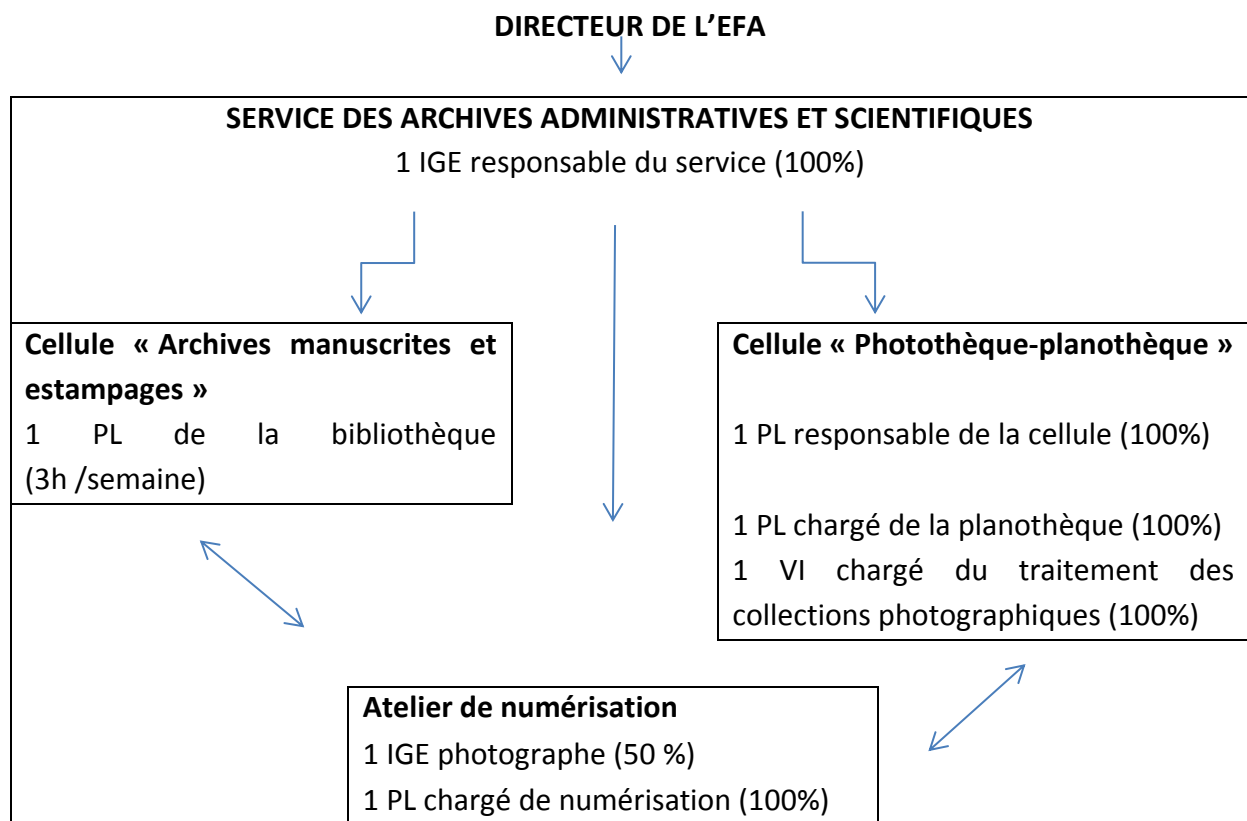 DIRECTEUR DE L’EFA
SERVICE DES ARCHIVES ADMINISTRATIVES ET SCIENTIFIQUES
1 IGE responsable du service (100%)
Cellule « Archives manuscrites et
estampages »
1 PL de la bibliothèque
(3h /semaine)
Cellule « Photothèque-planothèque »
1 PL responsable de la cellule (100%)
1 PL chargé de la planothèque (100%)
1 VI chargé du traitement des
collections photographiques (100%)
Atelier de numérisation
1 IGE photographe (50 %)
1 PL chargé de numérisation (100%)